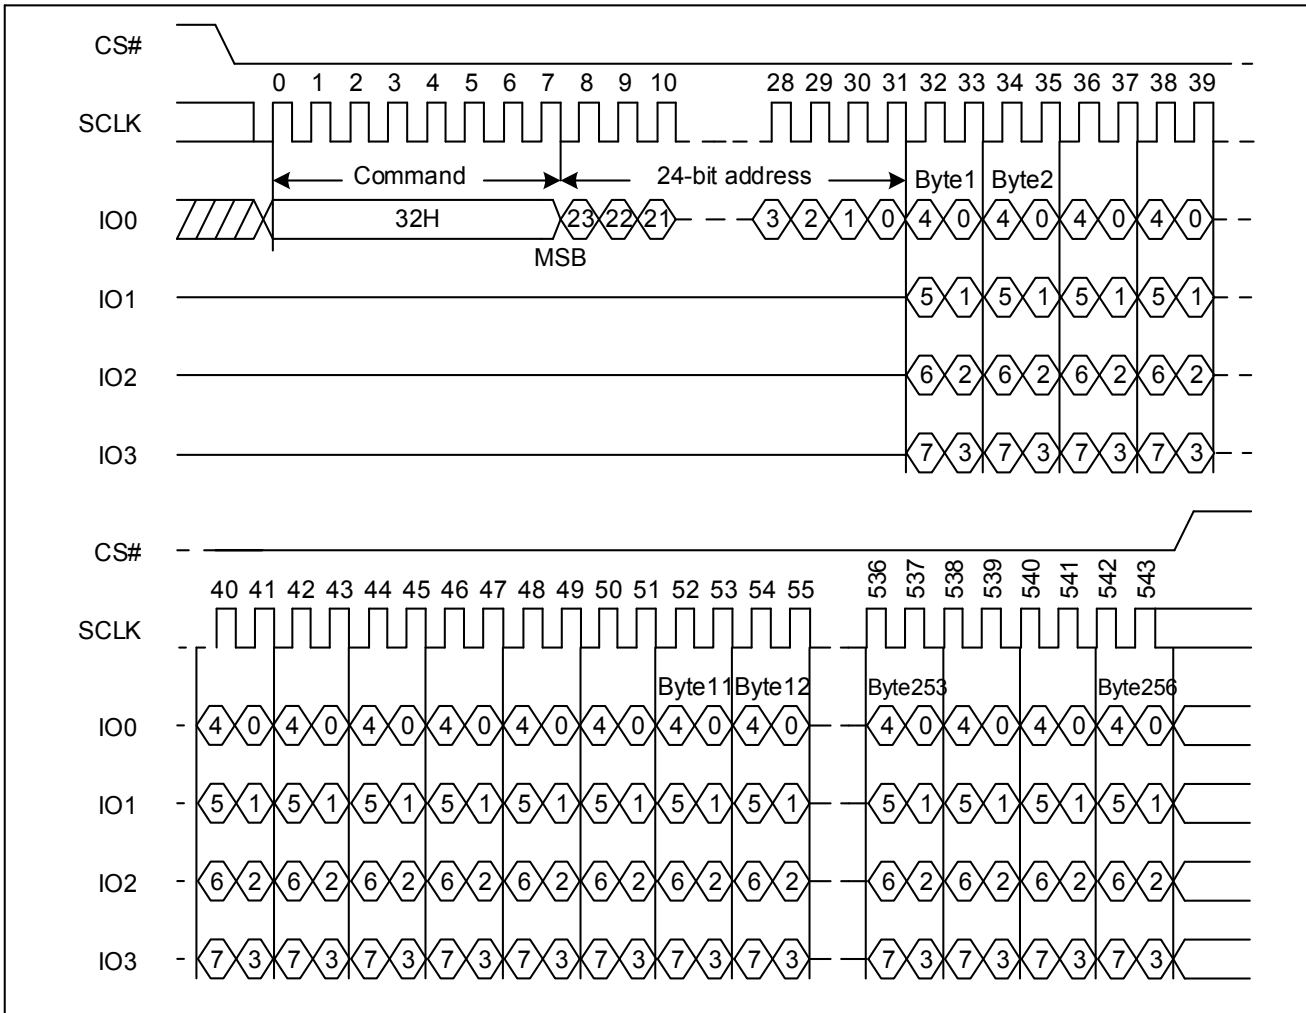 CS#
0 1 2 3 4 5 6 7 8 9 10 28 29 30 31 32 33 34 35 36 37 38 39
SCLK
Command 24-bit address Byte1 Byte2
IO0 32H 23 22 21 3 2 1 0 4 0 4 0 4 0 4 0
MSB
IO1 5 1 5 1 5 1 5 1
IO2 6 2 6 2 6 2 6 2
IO3 7 3 7 3 7 3 7 3
CS#
40 41 42 43 44 45 46 47 48 49 50 51 52 53 54 55 536 537 538 539 540 541 542 543
SCLK
Byte11 Byte12 Byte253 Byte256
IO0 4 0 4 0 4 0 4 0 4 0 4 0 4 0 4 0 4 0 4 0 4 0 4 0
IO1 5 1 5 1 5 1 5 1 5 1 5 1 5 1 5 1 5 1 5 1 5 1 5 1
IO2 6 2 6 2 6 2 6 2 6 2 6 2 6 2 6 2 6 2 6 2 6 2 6 2
IO3 7 3 7 3 7 3 7 3 7 3 7 3 7 3 7 3 7 3 7 3 7 3 7 3